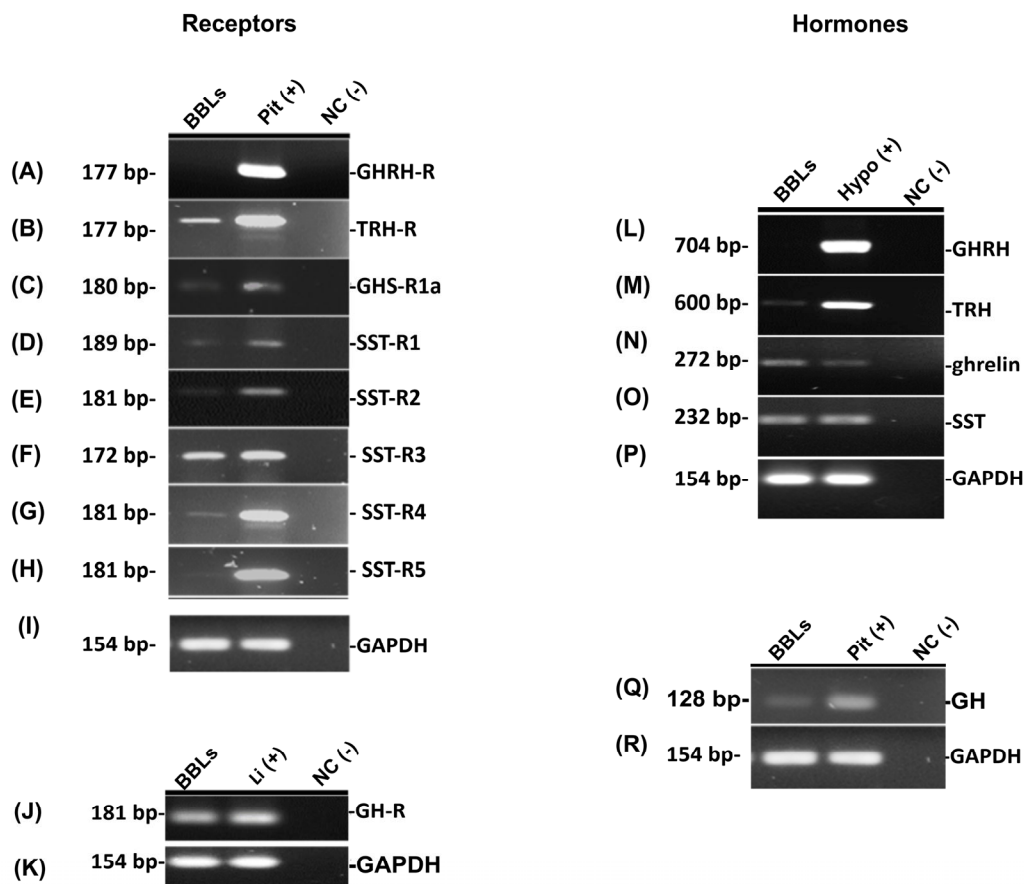 Receptors
BBLs Pit (+) NC (-)
(A) 177 bp- -GHRH-R
(B) 177 bp- -TRH-R
(C) 180 bp- -GHS-R1a
(D) 189 bp- -SST-R1
(E) 181 bp- -SST-R2
(F) 172 bp- - SST-R3
(G) 181 bp- - SST-R4
(H) 181 bp- - SST-R5
(I) 154 bp- -GAPDH
BBLs Li (+) NC (-)
(J) 181 bp- -GH-R
(K) 154 bp- -GAPDH
Hormones
BBLs Hypo (+) NC (-)
(L) 704 bp- -GHRH
(M) 600 bp- -TRH
(N) 272 bp- -ghrelin
(O) 232 bp- -SST
(P) 154 bp- -GAPDH
BBLs Pit (+) NC (-)
(Q) 128 bp- -GH
(R) 154 bp- -GAPDH